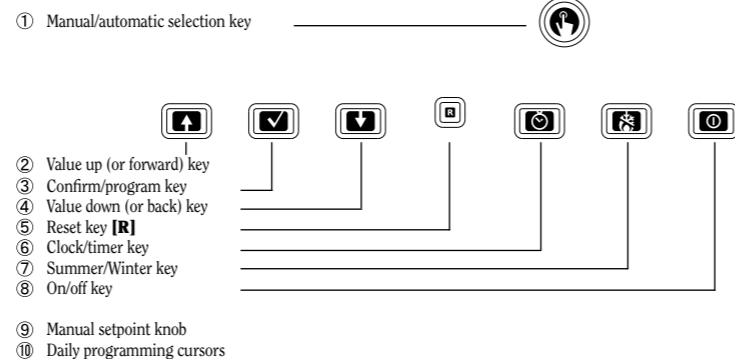 ① Manual/automatic selection key
R
② Value up (or forward) key
③ Confirm/program key
④ Value down (or back) key
⑤ Reset key [R]
⑥ Clock/timer key
⑦ Summer/Winter key
⑧ On/off key
⑨ Manual setpoint knob
⑩ Daily programming cursors